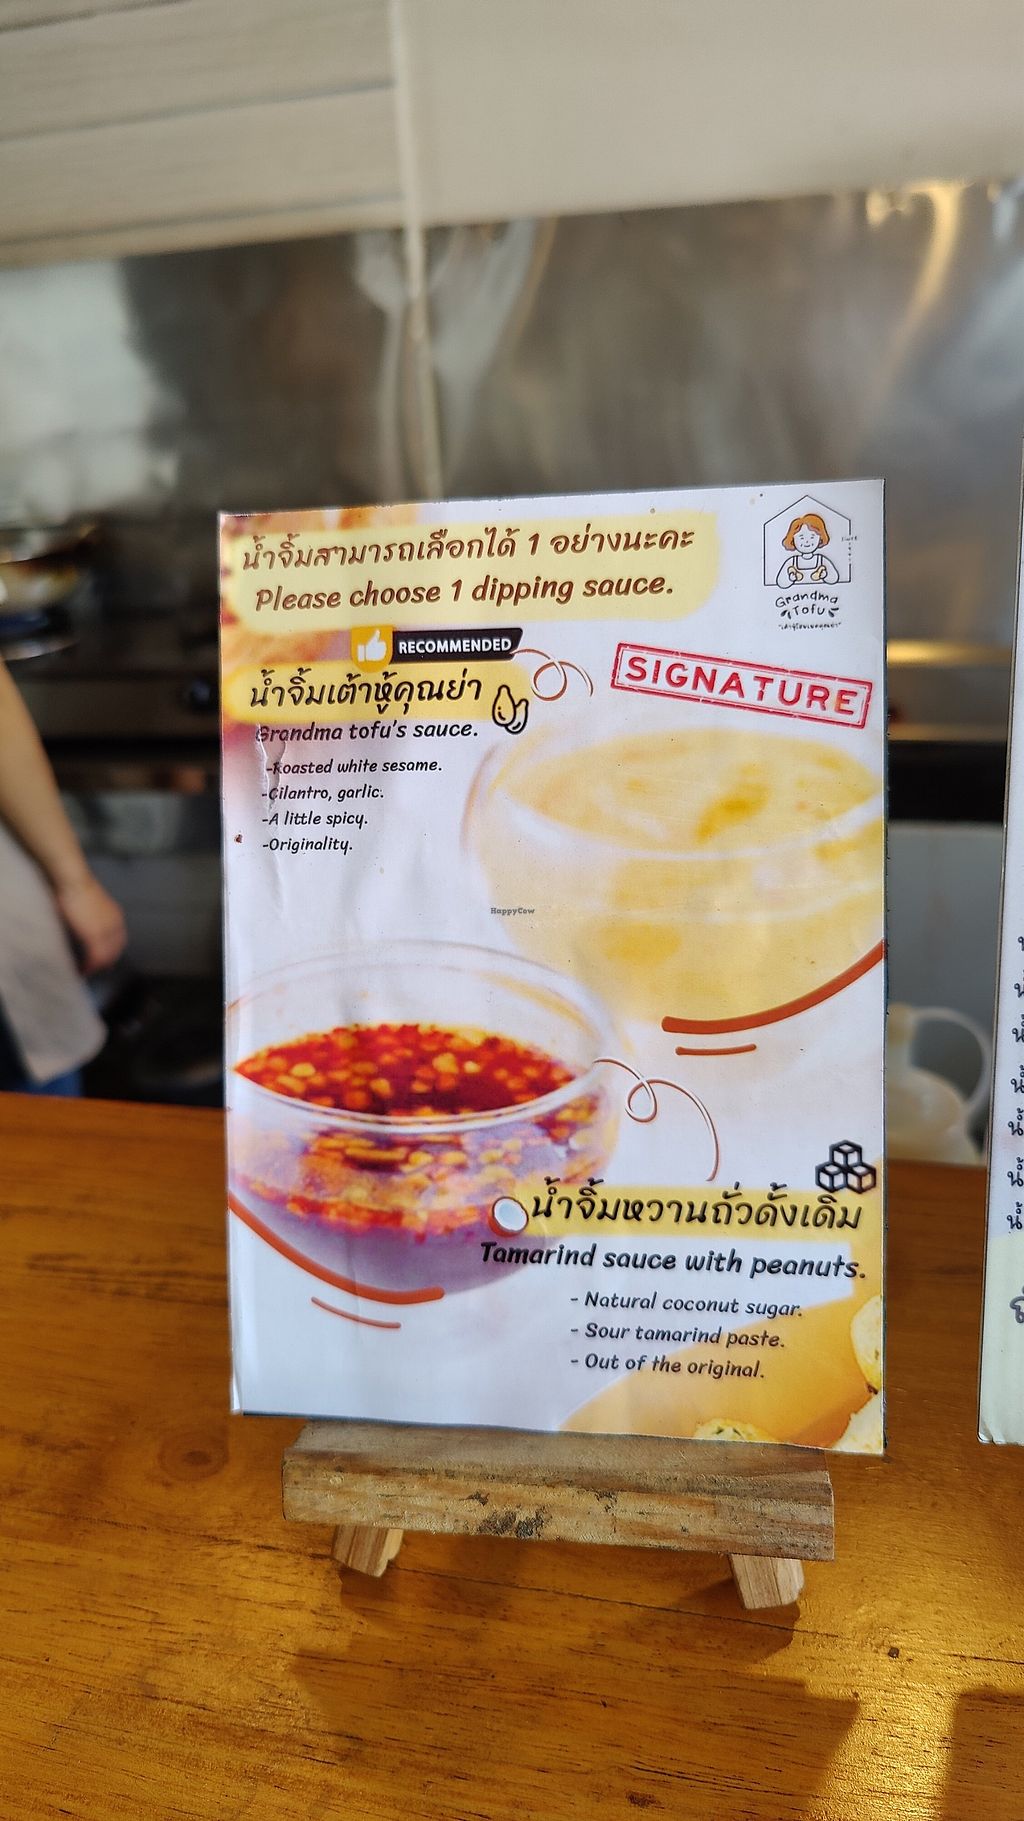 น้ำจิ้มสามารถเลือกได้ 1 อย่างนะคะ
Please choose 1 dipping sauce.
Grandma
Tofu
RECOMMENDED
SIGNATURE
น้ำจิ้มเต้าหู้คุณย่า
Grandma tofu's sauce.
-Roasted white sesame.
-Cilantro, garlic.
-A little spicy.
-Originality.
HappyCow
น้ำจิ้มหวานถั่วดั้งเดิม
Tamarind sauce with peanuts.
- Natural coconut sugar.
- Sour tamarind paste.
- Out of the original.